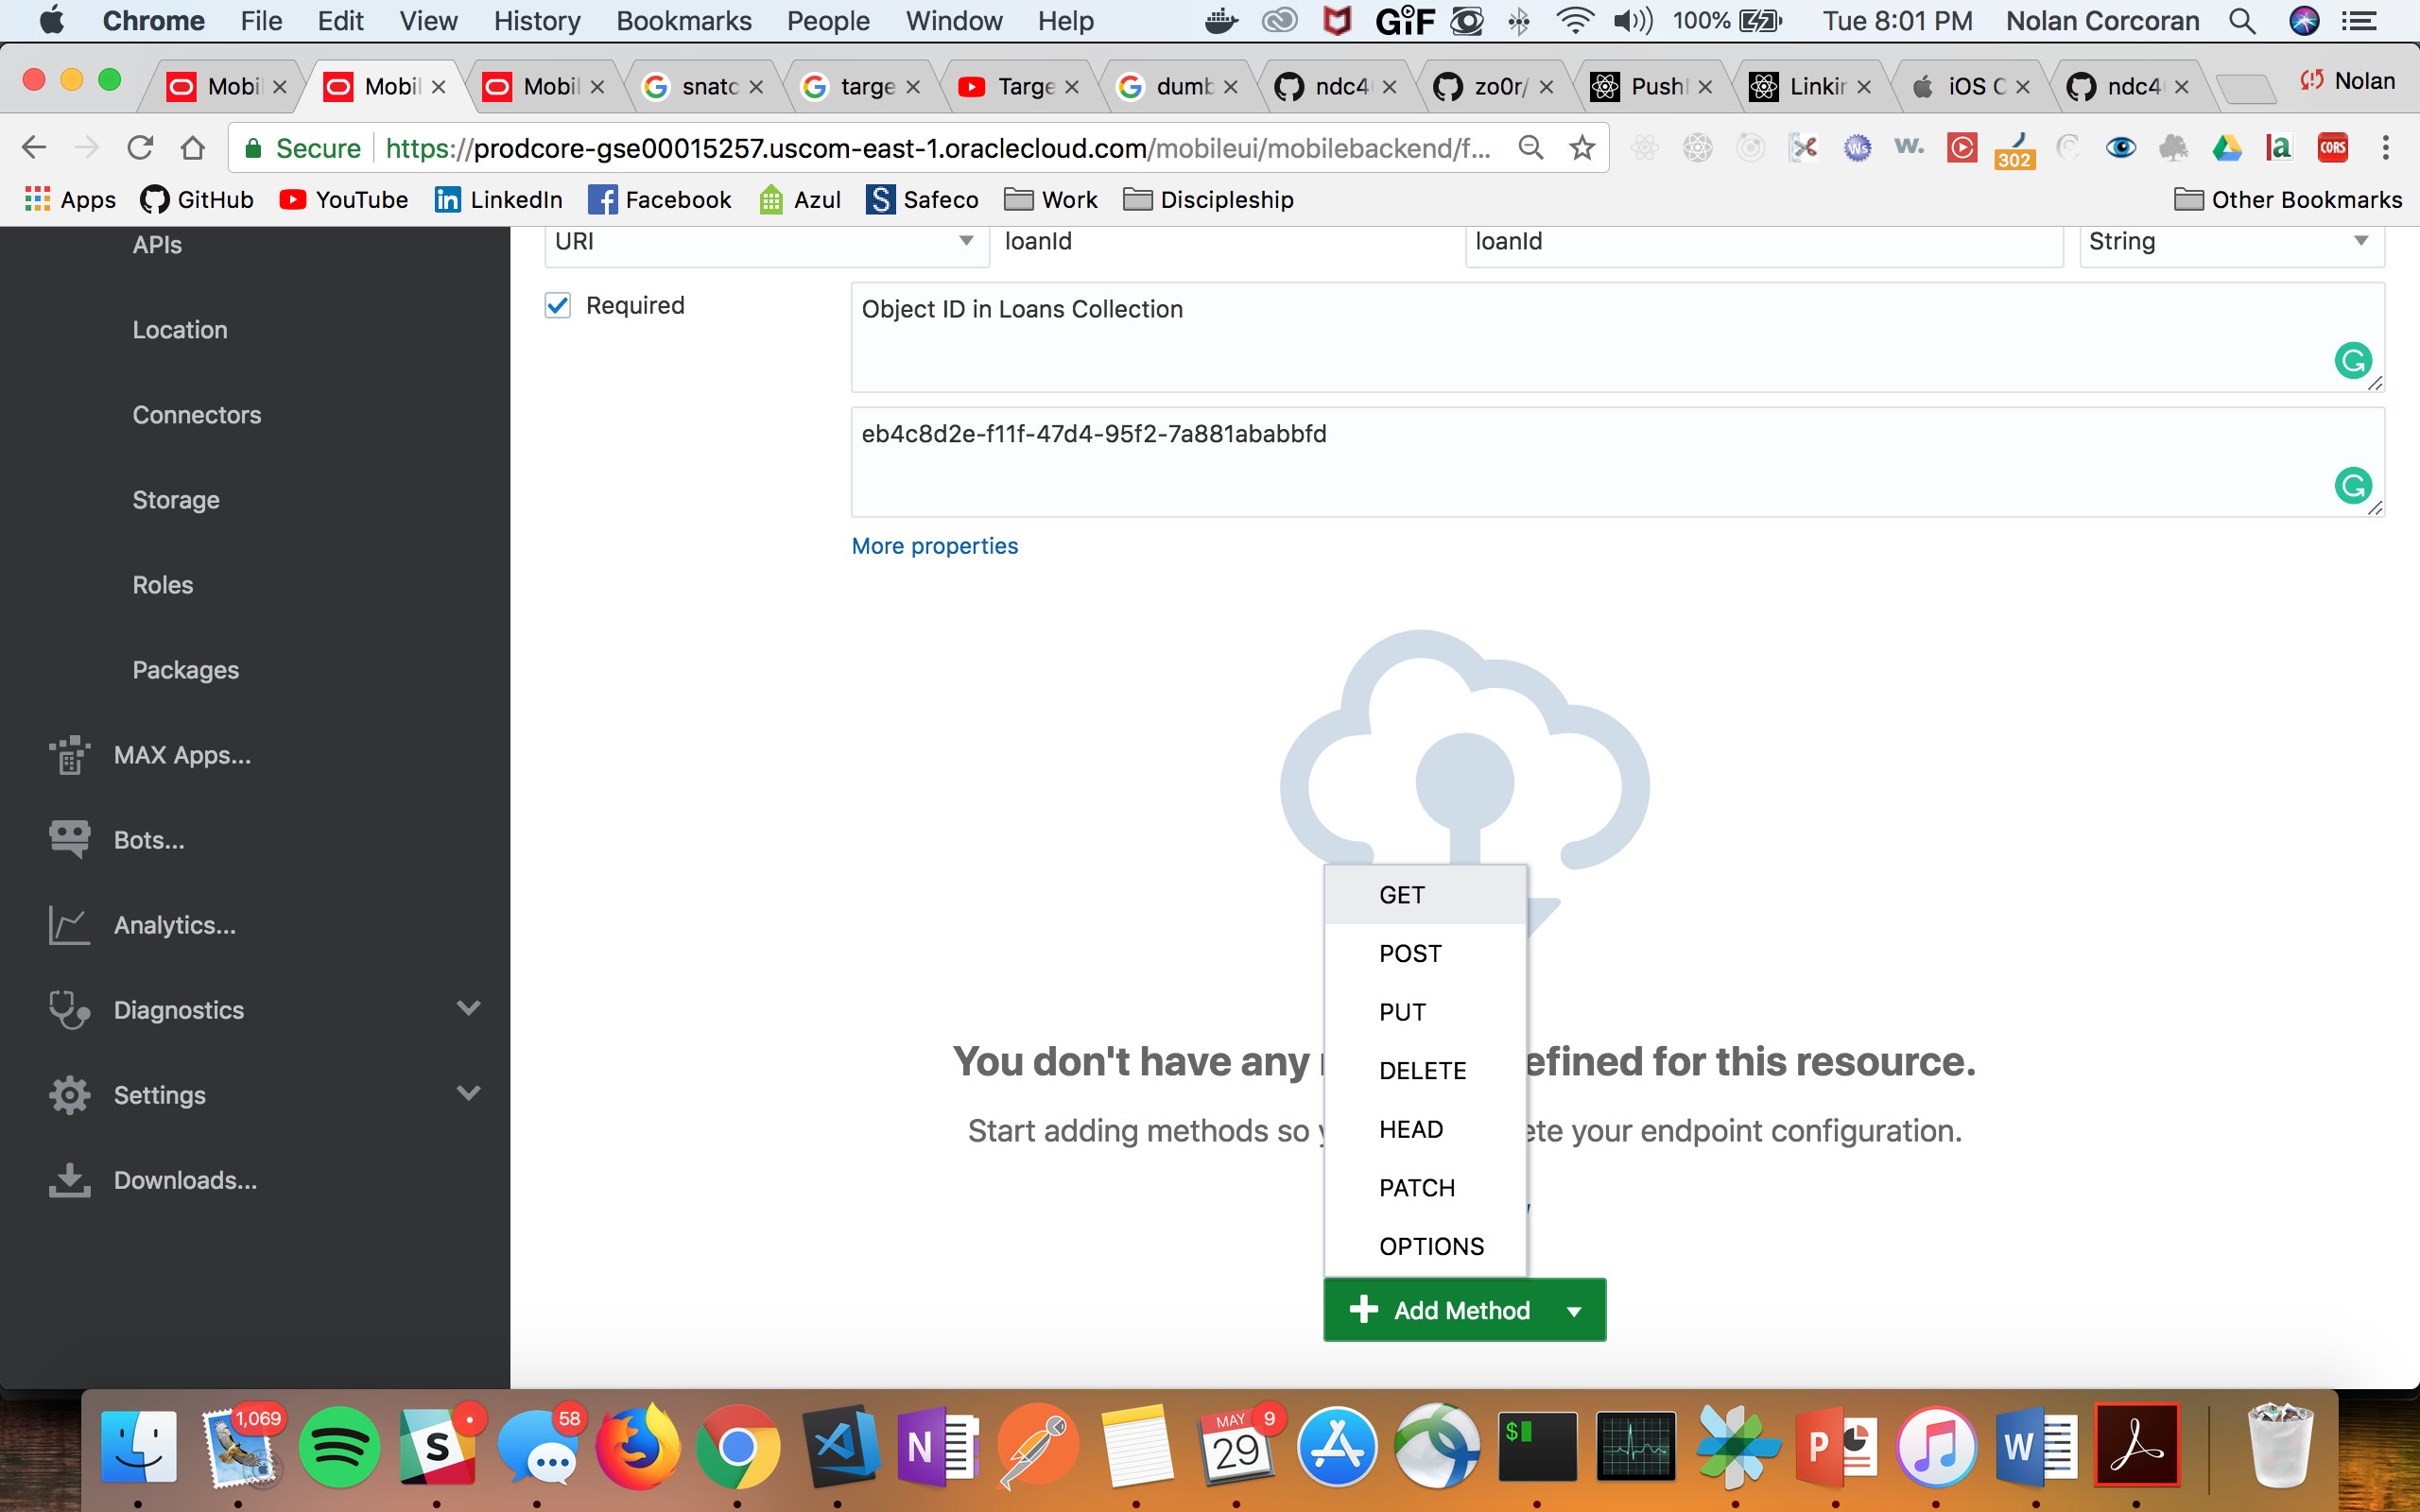 Chrome File Edit View History Bookmarks People Window Help GIF 100% Tue 8:01 PM Nolan Corcoran
Mobil Mobil Mobil snatc targe Targe dumb ndc4 zo0r/ Push Linkin iOS C ndc4 Nolan
Secure https://prodcore-gse00015257.uscom-east-1.oraclecloud.com/mobileui/mobilebackend/f... Ws w. 302 a CORS
Apps GitHub YouTube LinkedIn Facebook Azul S Safeco Work Discipleship Other Bookmarks
APIs
Location
Connectors
Storage
Roles
Packages
MAX Apps...
Bots...
Analytics...
Diagnostics
Settings
Downloads...
URI loanId loanId String
Required
Object ID in Loans Collection
eb4c8d2e-f11f-47d4-95f2-7a881ababbfd
More properties
GET
POST
PUT
DELETE
HEAD
PATCH
OPTIONS
You don't have any efined for this resource.
Start adding methods so ete your endpoint configuration.
Add Method
1,069 S 58 N MAY 29 9 $ P W